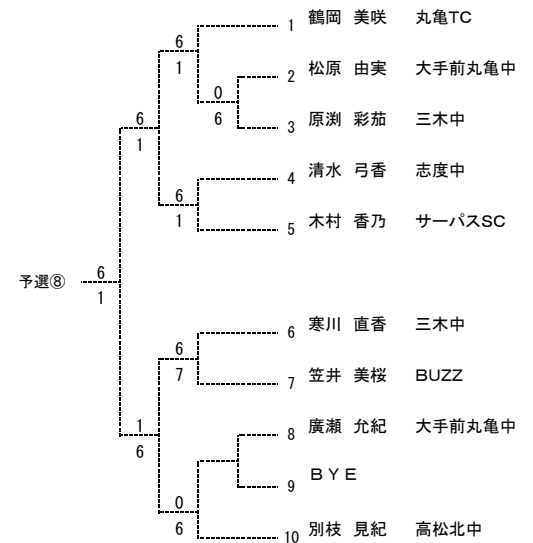 1 鶴岡 美咲 丸亀TC
6
1
2 松原 由実 大手前丸亀中
0
6
3 原渕 彩茄 三木中
6
1
4 清水 弓香 志度中
6
1
5 木村 香乃 サーパスSC
予選⑧
6
1
6 寒川 直香 三木中
6
7
7 笠井 美桜 BUZZ
1
6
8 廣瀬 允紀 大手前丸亀中
9 BYE
0
6
10 別枝 見紀 高松北中